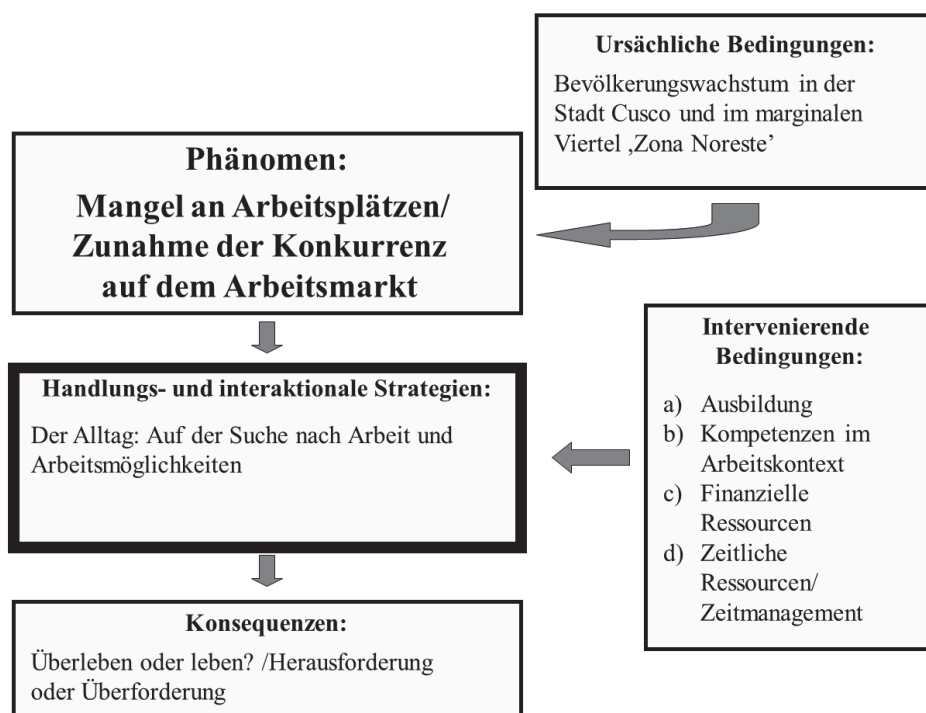 Ursächliche Bedingungen:
Bevölkerungswachstum in der
Stadt Cusco und im marginalen
Viertel ‚Zona Noreste’
Phänomen:
Mangel an Arbeitsplätzen/
Zunahme der Konkurrenz
auf dem Arbeitsmarkt
Handlungs- und interaktionale Strategien:
Der Alltag: Auf der Suche nach Arbeit und
Arbeitsmöglichkeiten
Intervenierende
Bedingungen:
a) Ausbildung
b) Kompetenzen im
Arbeitskontext
c) Finanzielle
Ressourcen
d) Zeitliche
Ressourcen/
Zeitmanagement
Konsequenzen:
Überleben oder leben? /Herausforderung
oder Überforderung